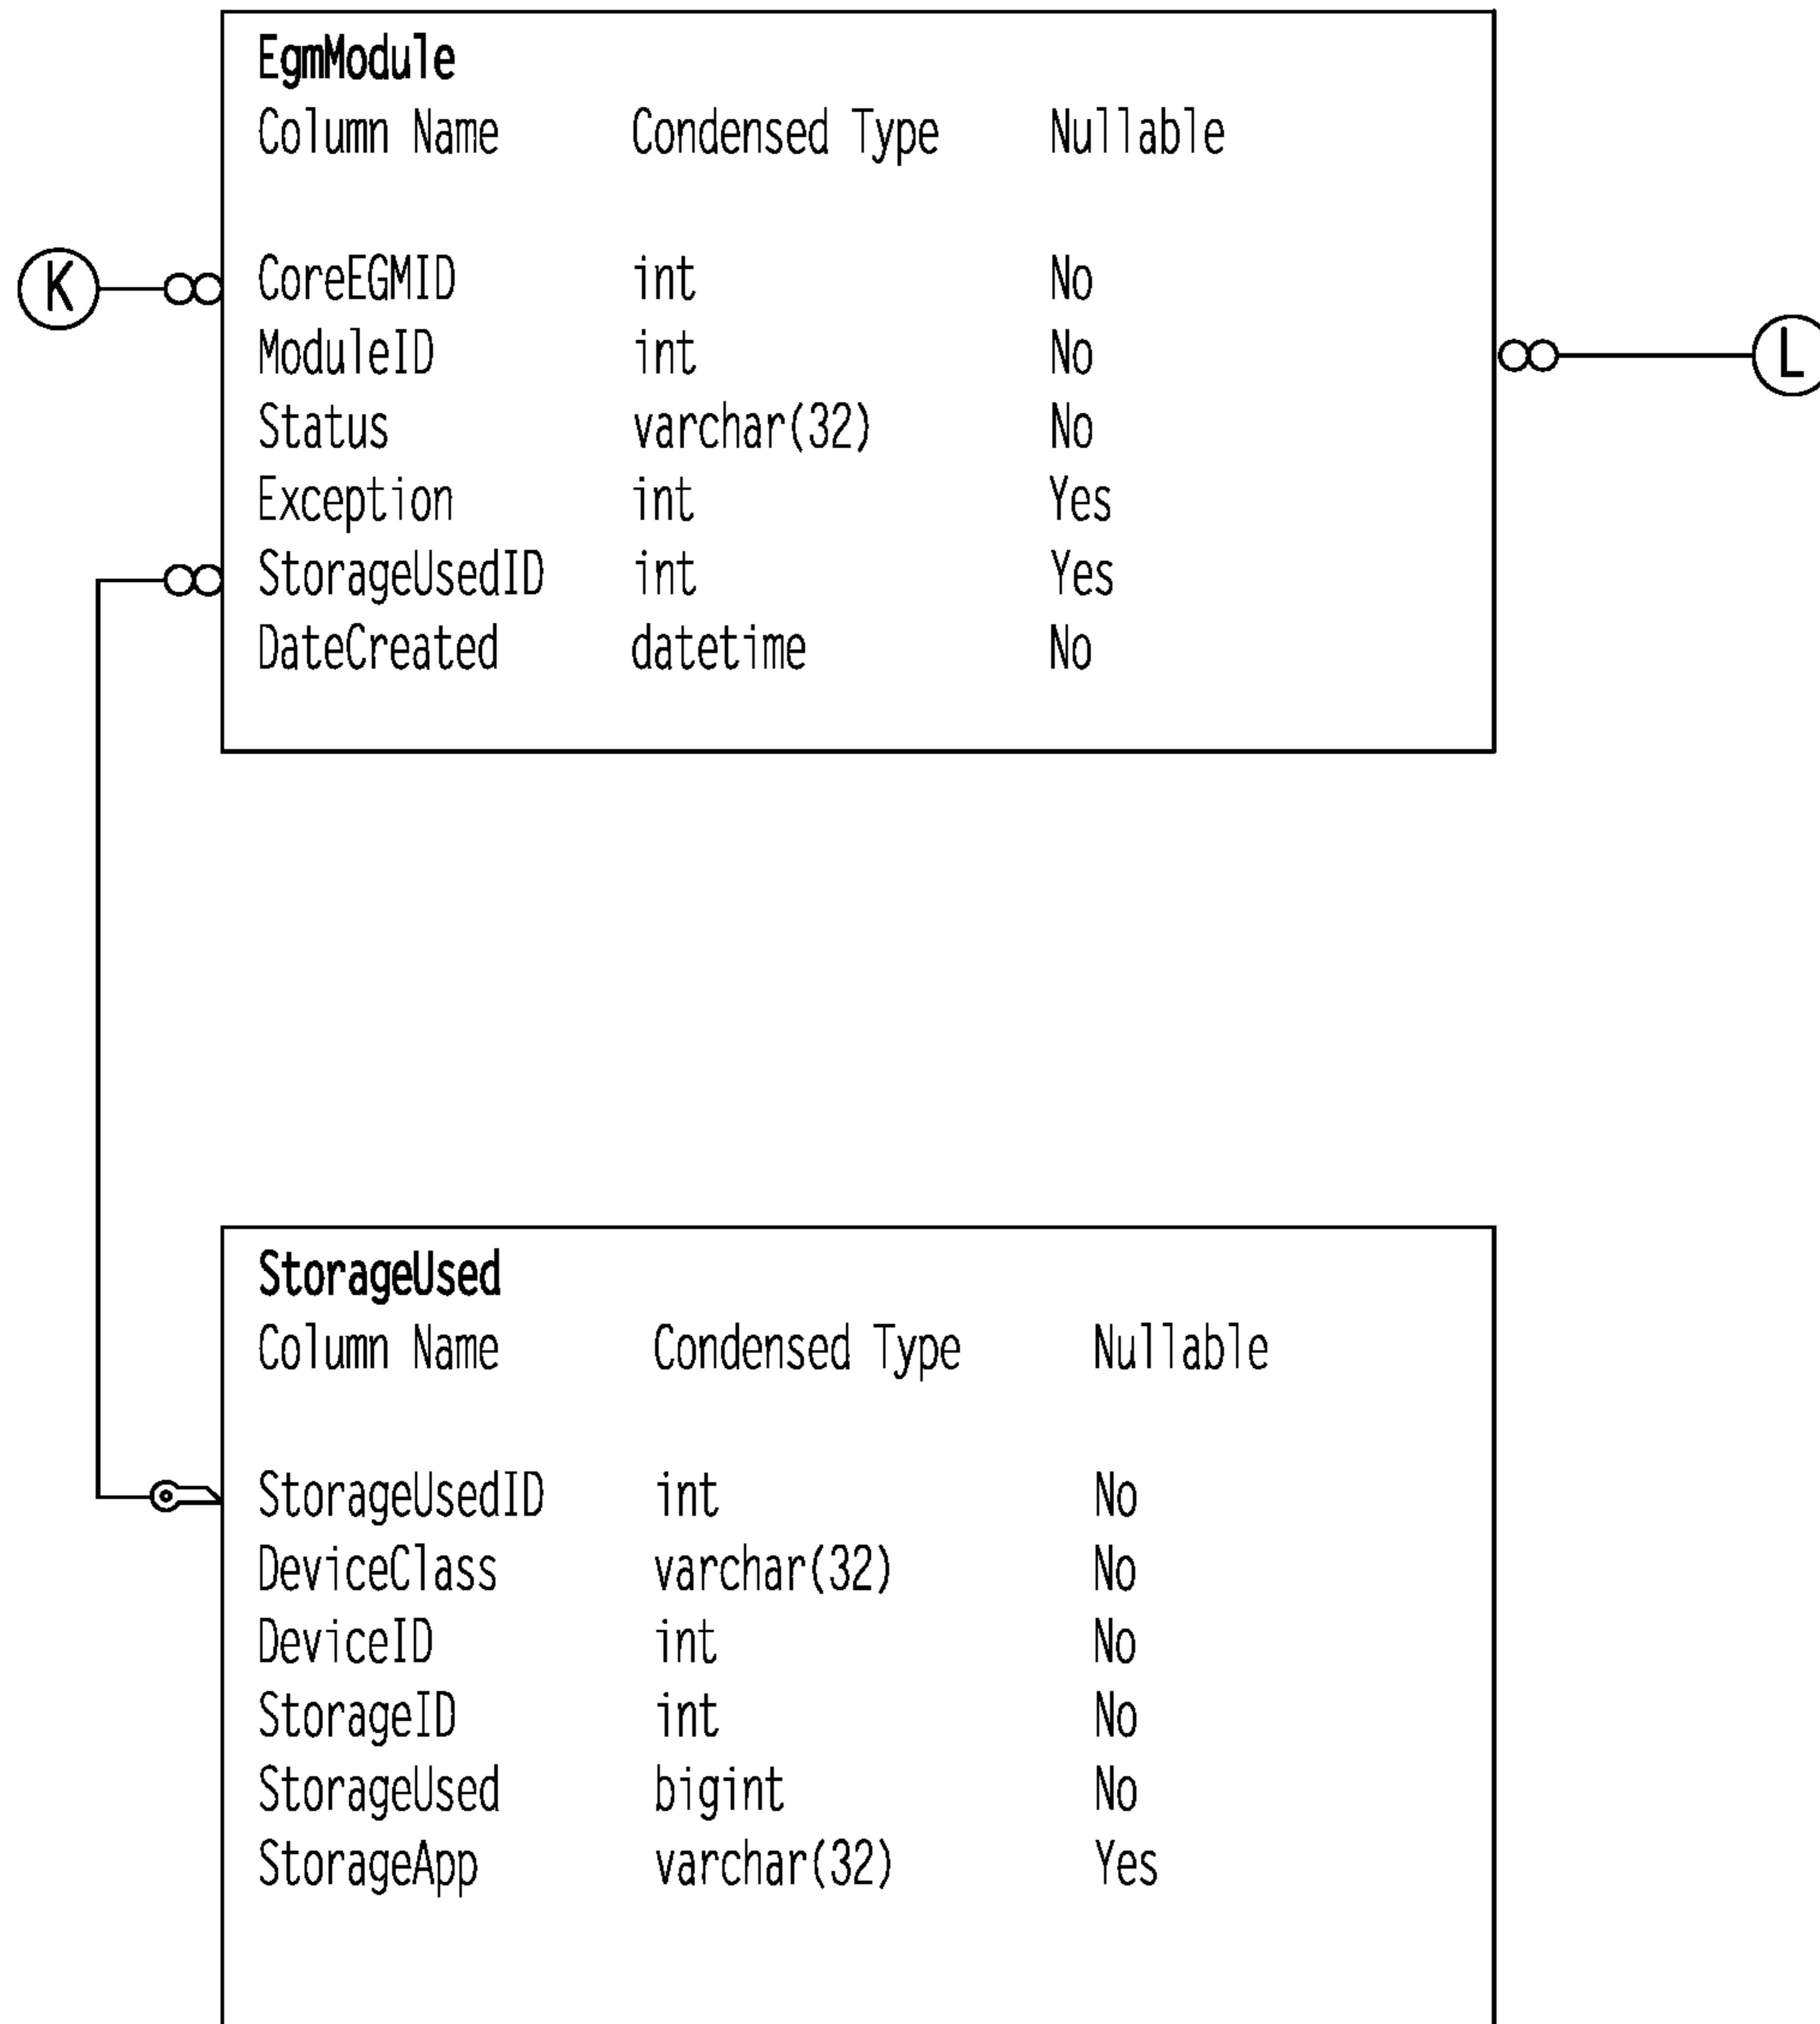 EgmModule
Column Name Condensed Type Nullable
K
CoreEGMID int No
ModuleID int No
L
Status varchar(32) No
Exception int Yes
StorageUsedID int Yes
DateCreated datetime No
StorageUsed
Column Name Condensed Type Nullable
StorageUsedID int No
DeviceClass varchar(32) No
DeviceID int No
StorageID int No
StorageUsed bigint No
StorageApp varchar(32) Yes